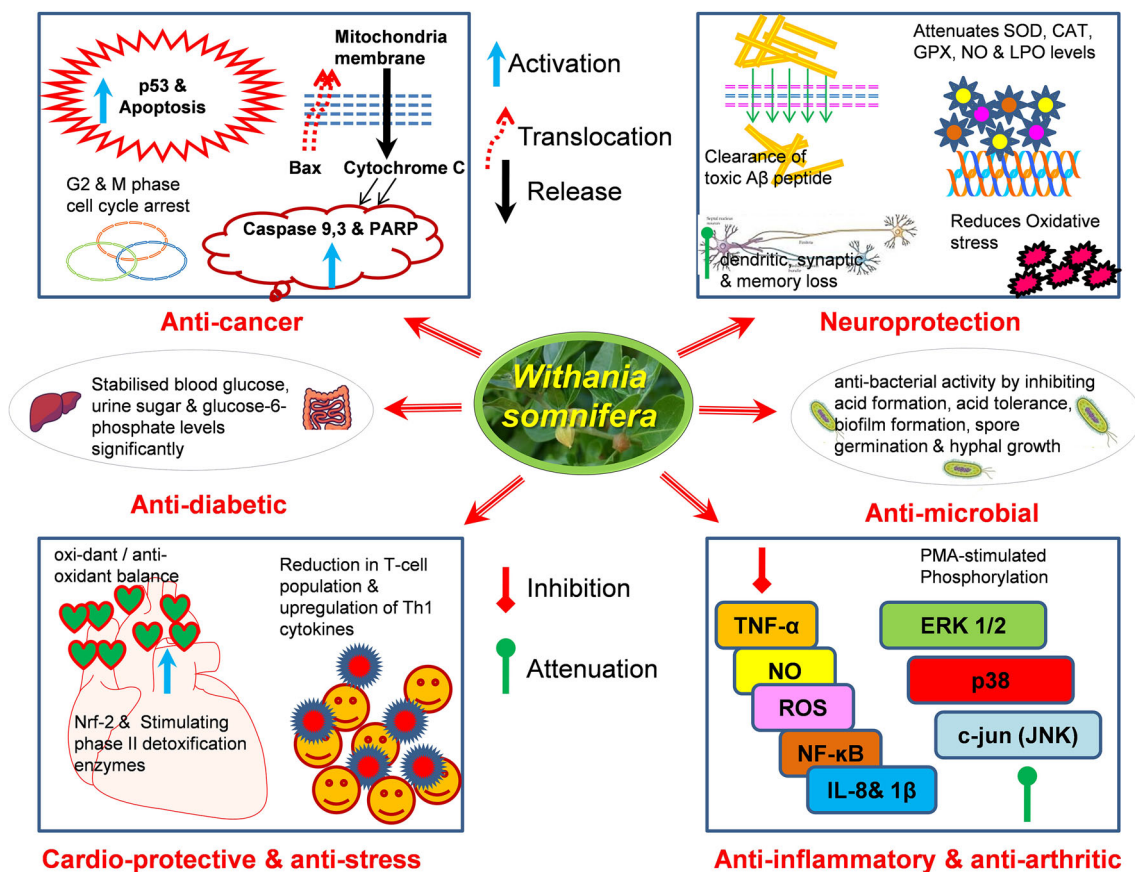 p53 &
Apoptosis
Mitochondria
membrane
Bax
Cytochrome C
G2 & M phase
cell cycle arrest
Caspase 9,3 & PARP
Anti-cancer
Activation
Translocation
Release
Attenuates SOD, CAT,
GPX, NO & LPO levels
Clearance of
toxic Aβ peptide
Reduces Oxidative
stress
dendritic, synaptic
& memory loss
Neuroprotection
Withania
somnifera
Stabilised blood glucose,
urine sugar & glucose-6-
phosphate levels
significantly
Anti-diabetic
anti-bacterial activity by inhibiting
acid formation, acid tolerance,
biofilm formation, spore
germination & hyphal growth
Anti-microbial
oxi-dant / anti-
oxidant balance
Nrf-2 & Stimulating
phase II detoxification
enzymes
Reduction in T-cell
population &
upregulation of Th1
cytokines
Cardio-protective & anti-stress
Inhibition
Attenuation
TNF-α
NO
ROS
NF-κB
IL-8& 1β
PMA-stimulated
Phosphorylation
ERK 1/2
p38
c-jun (JNK)
Anti-inflammatory & anti-arthritic